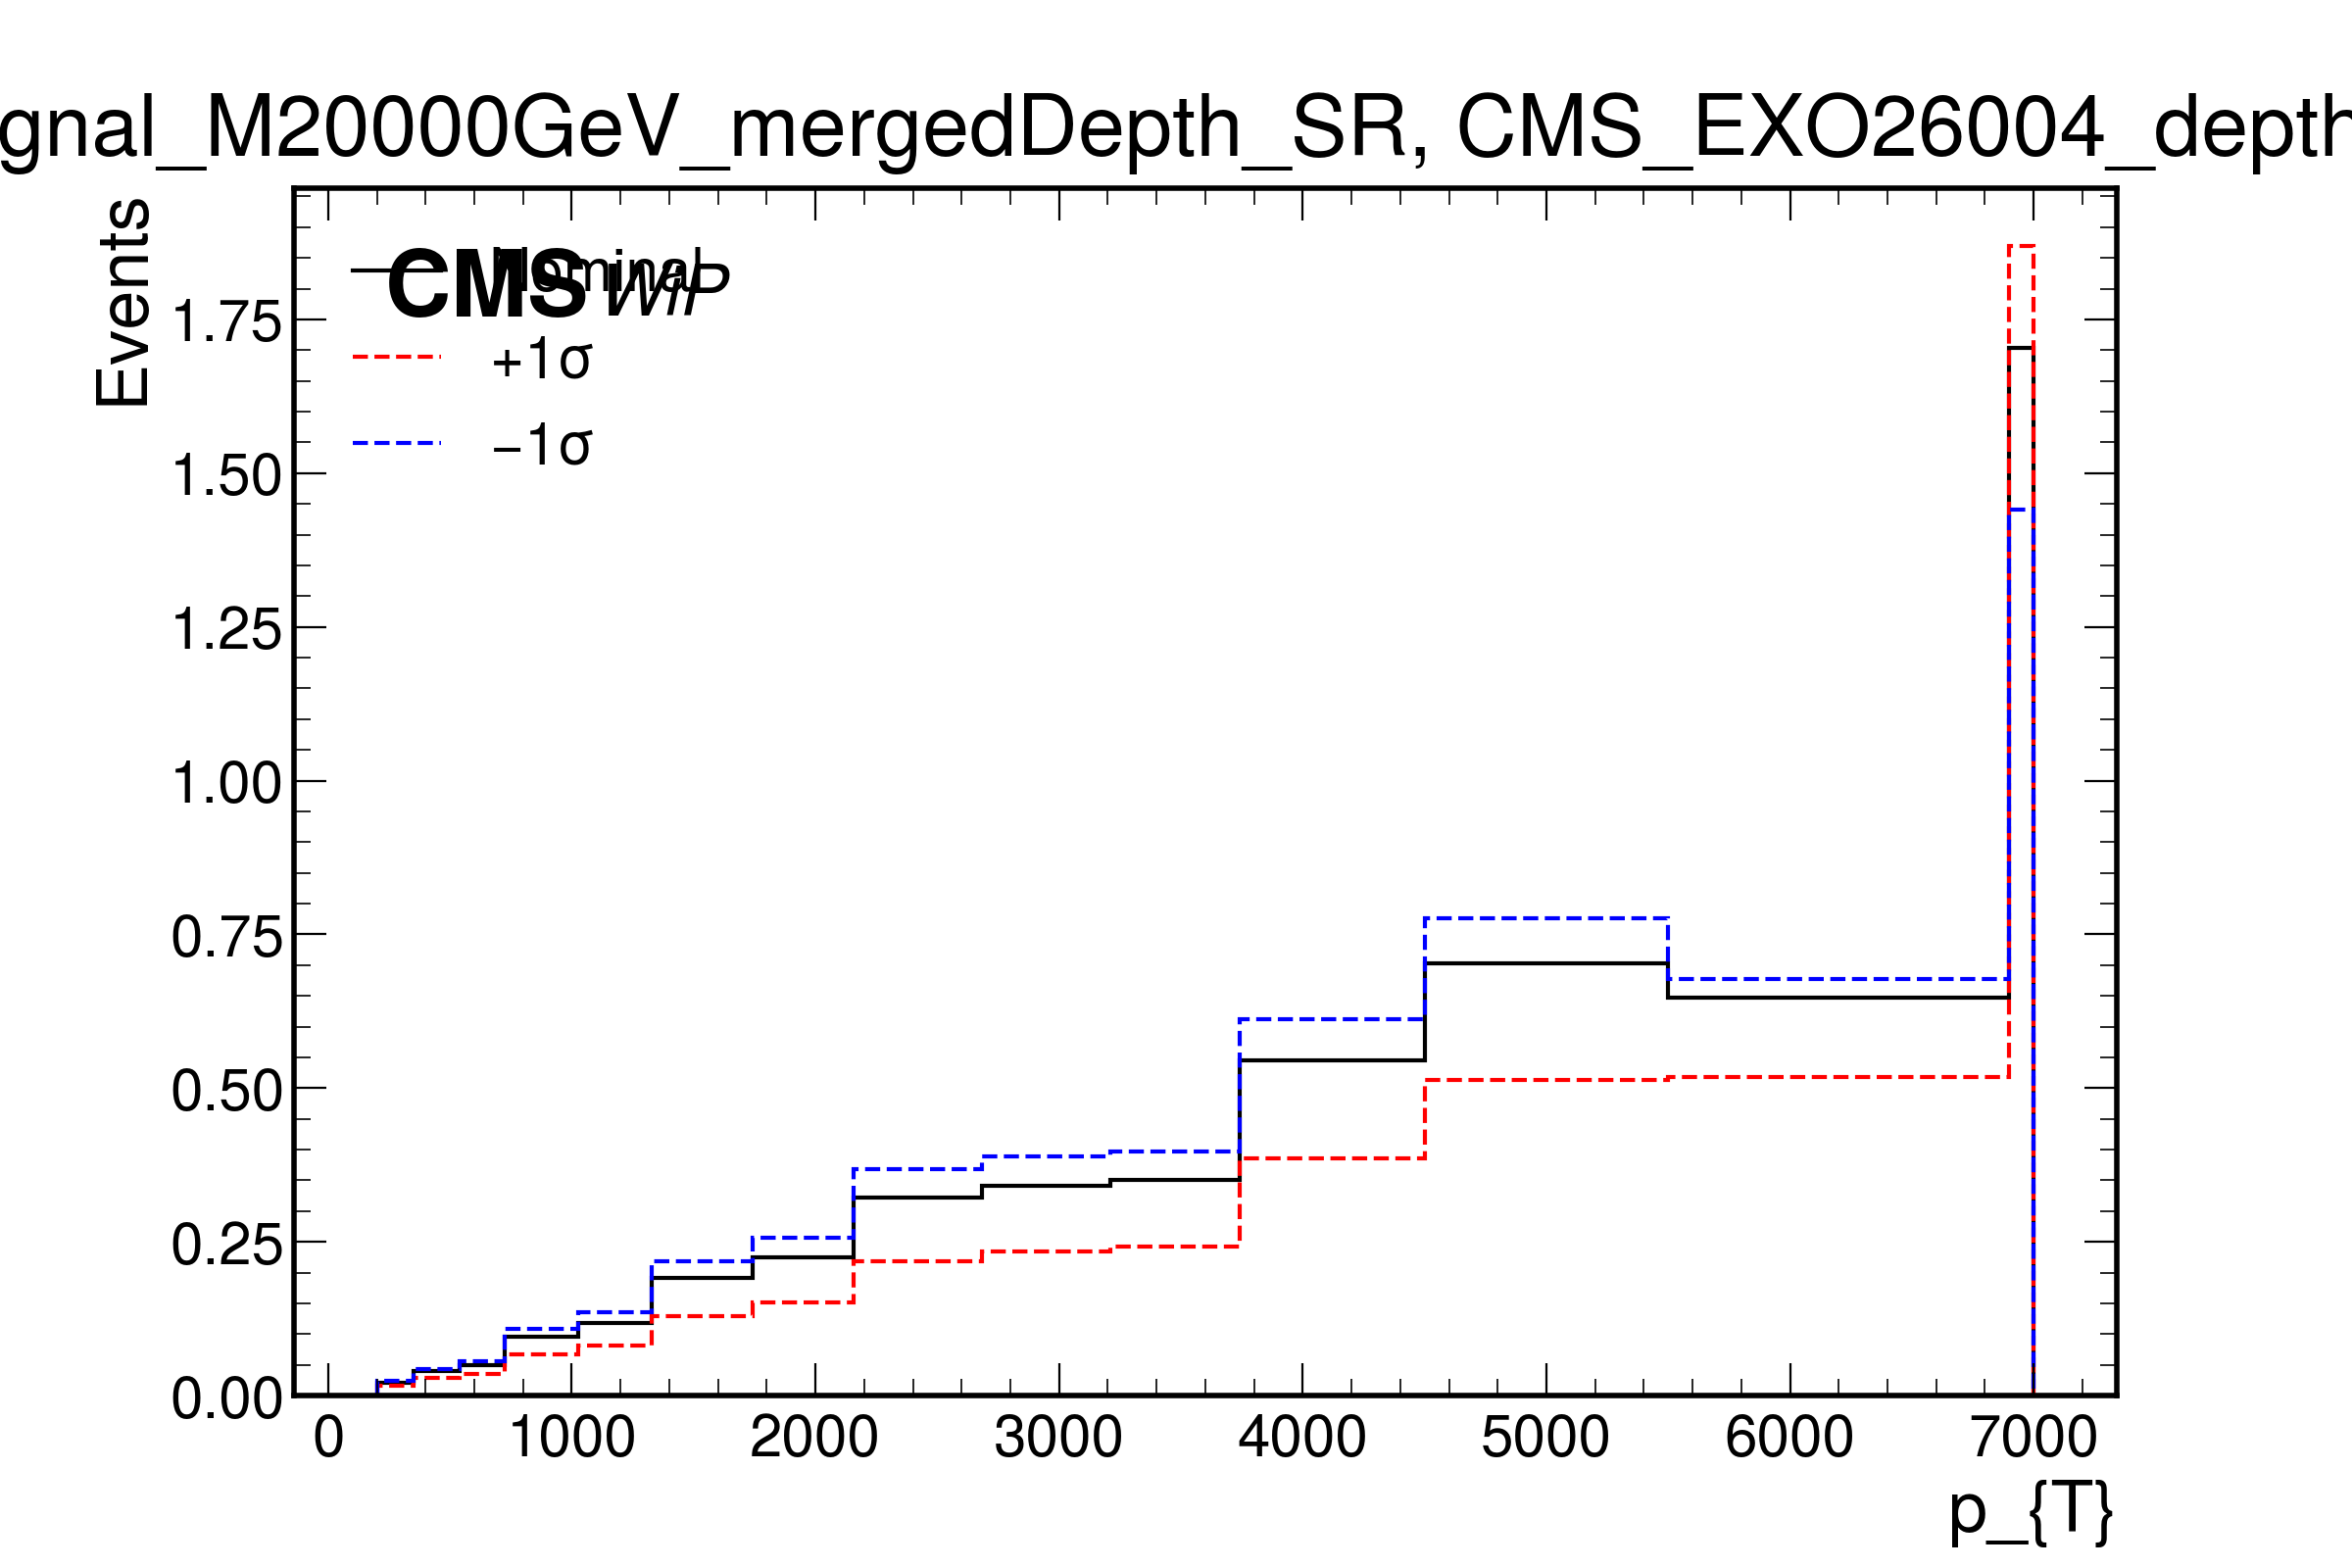 gnal_M20000GeV_mergedDepth_SR, CMS_EXO26004_depth
Events
CMS WiP
Nominal
+1σ
−1σ
1.75
1.50
1.25
1.00
0.75
0.50
0.25
0.00
0 1000 2000 3000 4000 5000 6000 7000
p_{T}